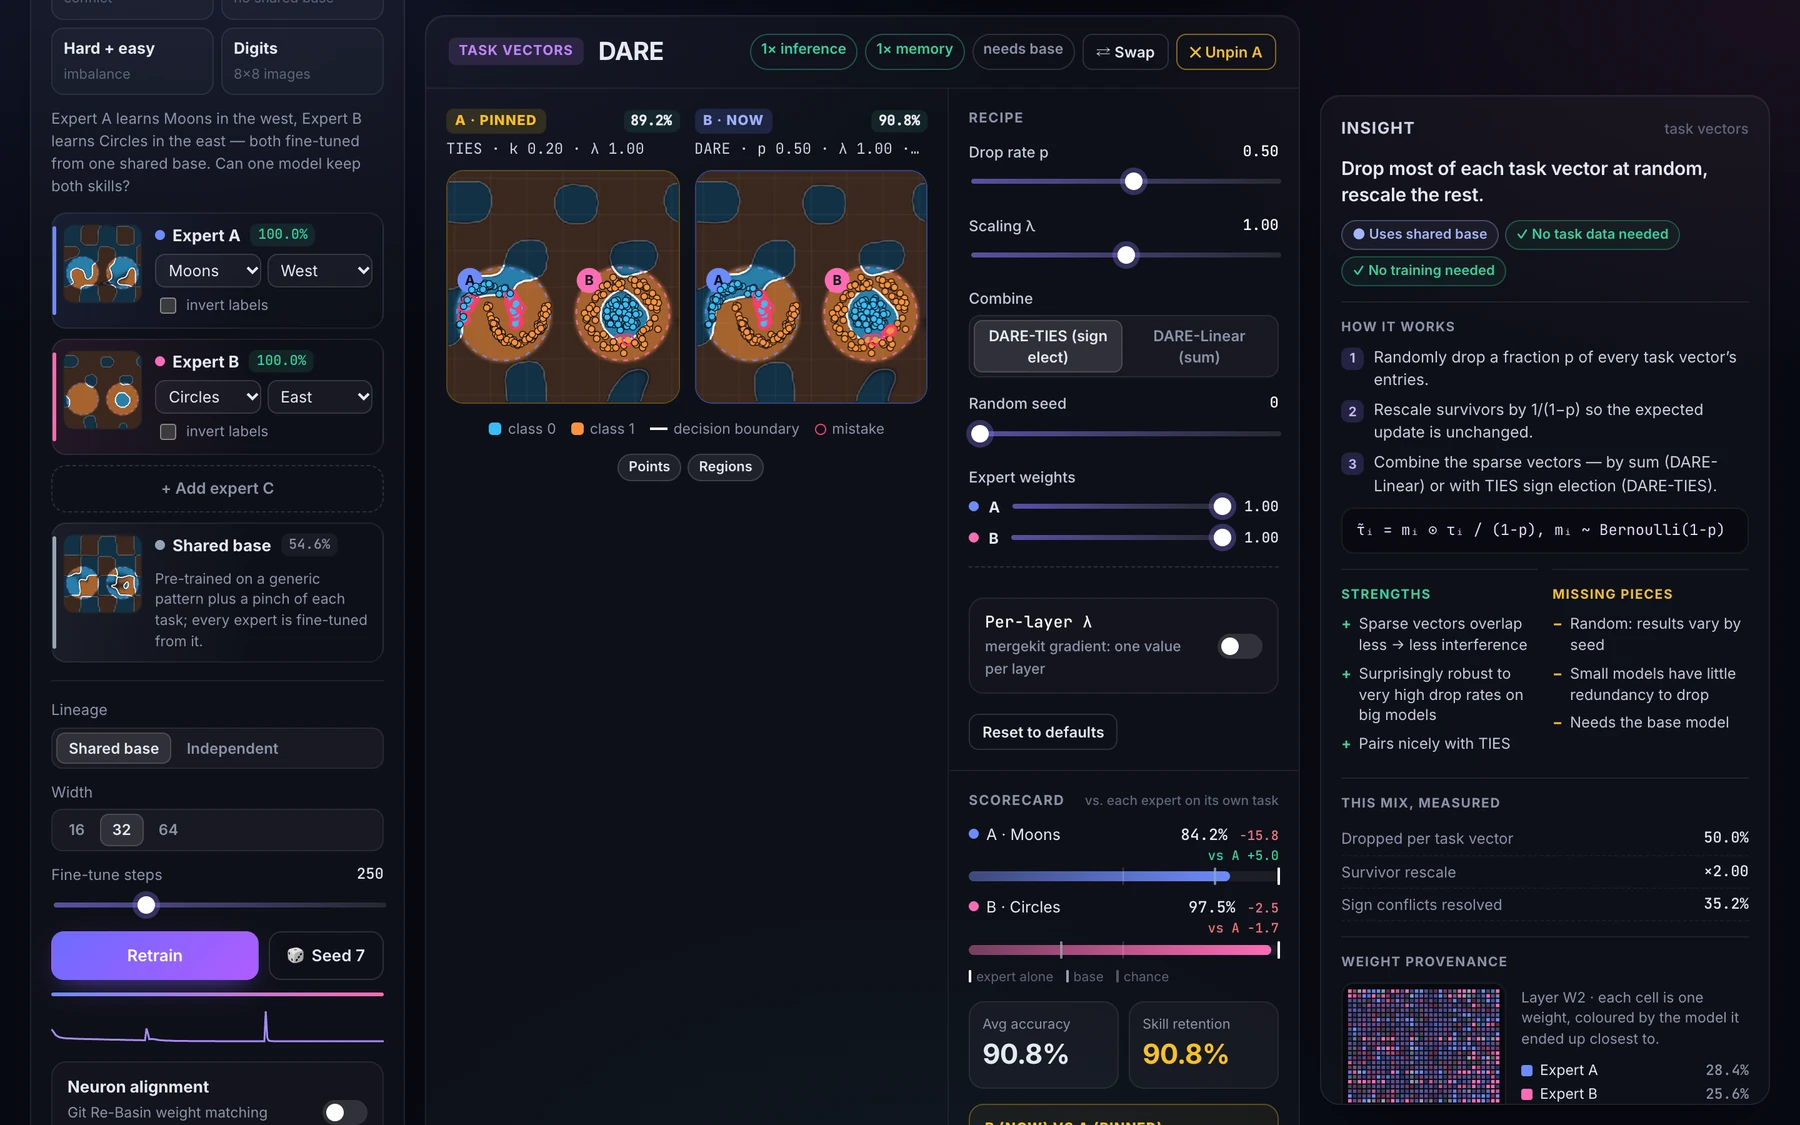 Hard + easy
imbalance
Digits
8×8 images
Expert A learns Moons in the west, Expert B
learns Circles in the east — both fine-tuned
from one shared base. Can one model keep
both skills?
Expert A 100.0%
Moons West
invert labels
Expert B 100.0%
Circles East
invert labels
+ Add expert C
Shared base 54.6%
Pre-trained on a generic
pattern plus a pinch of each
task; every expert is fine-tuned
from it.
Lineage
Shared base Independent
Width
16 32 64
Fine-tune steps 250
Retrain
🎲 Seed 7
Neuron alignment
Git Re-Basin weight matching
TASK VECTORS DARE
1× inference
1× memory
needs base
⇄ Swap
✕ Unpin A
A · PINNED 89.2%
TIES · k 0.20 · λ 1.00
A
B
B · NOW 90.8%
DARE · p 0.50 · λ 1.00 ·…
A
B
class 0 class 1 decision boundary mistake
Points Regions
RECIPE
Drop rate p 0.50
Scaling λ 1.00
Combine
DARE-TIES (sign
elect)
DARE-Linear
(sum)
Random seed 0
Expert weights
A 1.00
B 1.00
Per-layer λ
mergekit gradient: one value
per layer
Reset to defaults
SCORECARD vs. each expert on its own task
A · Moons 84.2% -15.8
vs A +5.0
B · Circles 97.5% -2.5
vs A -1.7
expert alone base chance
Avg accuracy
90.8%
Skill retention
90.8%
B (NOW) VS A (PINNED)
INSIGHT task vectors
Drop most of each task vector at random,
rescale the rest.
Uses shared base
✓ No task data needed
✓ No training needed
HOW IT WORKS
1 Randomly drop a fraction p of every task vector’s
entries.
2 Rescale survivors by 1/(1−p) so the expected
update is unchanged.
3 Combine the sparse vectors — by sum (DARE-
Linear) or with TIES sign election (DARE-TIES).
τ̃ᵢ = mᵢ ⊙ τᵢ / (1-p), mᵢ ~ Bernoulli(1-p)
STRENGTHS
+ Sparse vectors overlap
less → less interference
+ Surprisingly robust to
very high drop rates on
big models
+ Pairs nicely with TIES
MISSING PIECES
– Random: results vary by
seed
– Small models have little
redundancy to drop
– Needs the base model
THIS MIX, MEASURED
Dropped per task vector 50.0%
Survivor rescale ×2.00
Sign conflicts resolved 35.2%
WEIGHT PROVENANCE
Layer W2 · each cell is one
weight, coloured by the model it
ended up closest to.
Expert A 28.4%
Expert B 25.6%